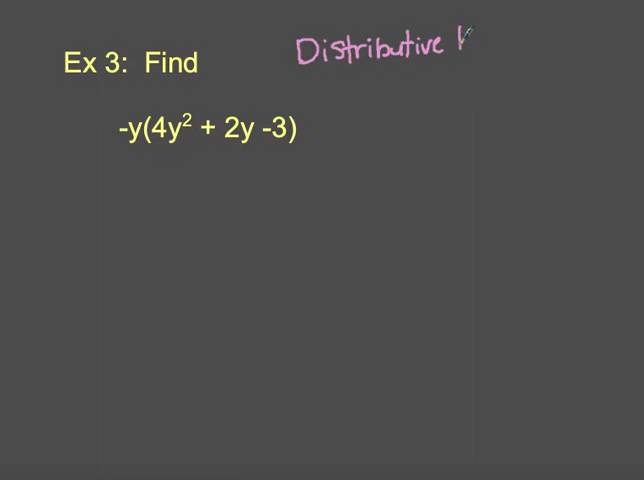 Ex 3: Find Distributive
-y(4y² + 2y -3)